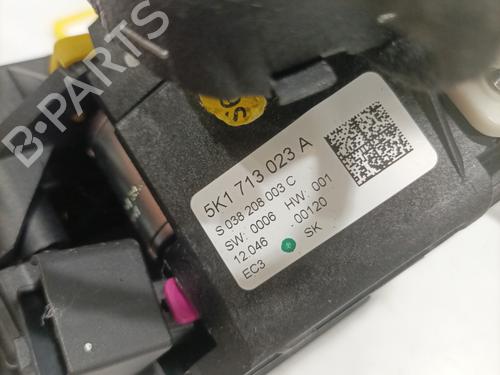 B-PARTS
5K1 713 023 A
S 038 208 003 C
SW: 0006 HW: 001
12 046 00120
EC3 SK